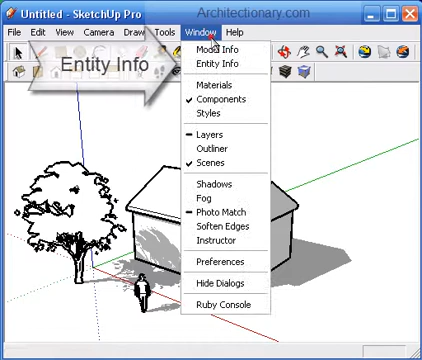 Untitled - SketchUp Pro
Architectionary.com
File Edit View Camera Draw Tools Window Help
Model Info
Entity Info
Entity Info
Materials
Components
Styles
Layers
Outliner
Scenes
Shadows
Fog
Photo Match
Soften Edges
Instructor
Preferences
Hide Dialogs
Ruby Console